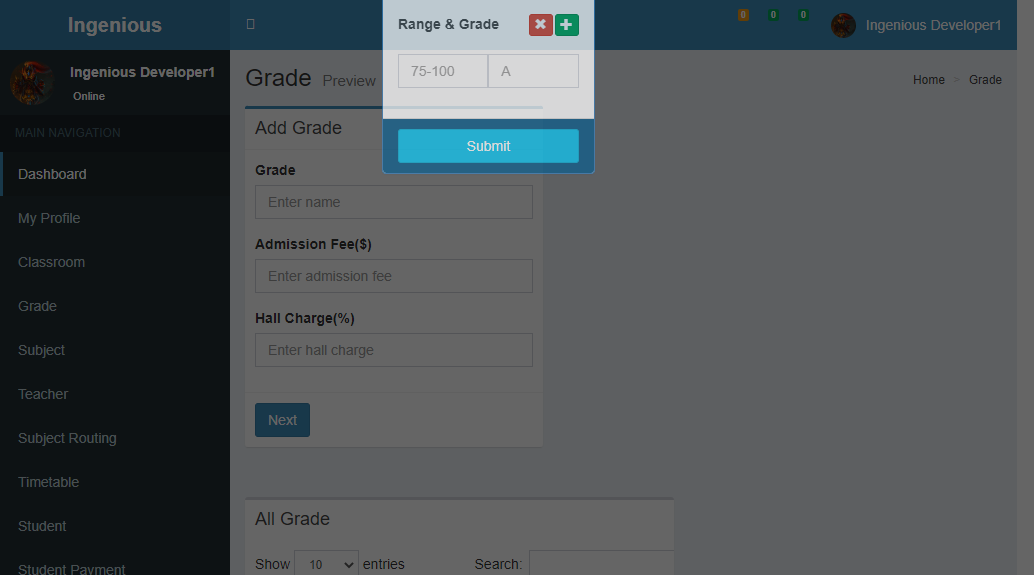 Ingenious
0
0
0
Ingenious Developer1
Ingenious Developer1
Online
MAIN NAVIGATION
Dashboard
My Profile
Classroom
Grade
Subject
Teacher
Subject Routing
Timetable
Student
Student Payment
Range & Grade
75-100
A
Submit
Grade Preview
Home > Grade
Add Grade
Grade
Enter name
Admission Fee($)
Enter admission fee
Hall Charge(%)
Enter hall charge
Next
All Grade
Show 10 entries
Search: